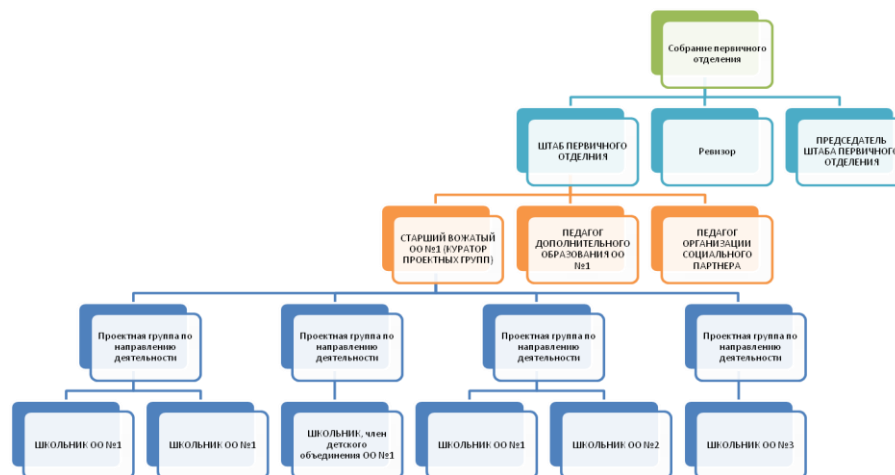 Собрание первичного
отделения
ШТАБ ПЕРВИЧНОГО
ОТДЕЛНИЯ
Ревизор
ПРЕДСЕДАТЕЛЬ
ШТАБА ПЕРВИЧНОГО
ОТДЕЛЕНИЯ
СТАРШИЙ ВОЖАТЫЙ
ОО №1 (КУРАТОР
ПРОЕКТНЫХ ГРУПП)
ПЕДАГОГ
ДОПОЛНИТЕЛЬНОГО
ОБРАЗОВАНИЯ ОО
№1
ПЕДАГОГ
ОРГАНИЗАЦИИ
СОЦИАЛЬНОГО
ПАРТНЕРА
Проектная группа по
направлению
деятельности
Проектная группа по
направлению
деятельности
Проектная группа по
направлению
деятельности
Проектная группа по
направлению
деятельности
ШКОЛЬНИК ОО №1
ШКОЛЬНИК ОО №1
ШКОЛЬНИК, член
детского
объединения ОО №1
ШКОЛЬНИК ОО №1
ШКОЛЬНИК ОО №2
ШКОЛЬНИК ОО №3